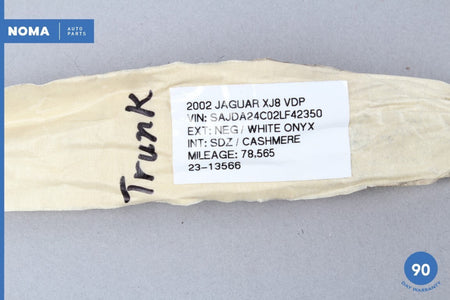 NOMA AUTO PARTS
Trunk
2002 JAGUAR XJ8 VDP
VIN: SAJDA24C02LF42350
EXT: NEG / WHITE ONYX
INT: SDZ / CASHMERE
MILEAGE: 78,565
23-13566
90
DAY WARRANTY